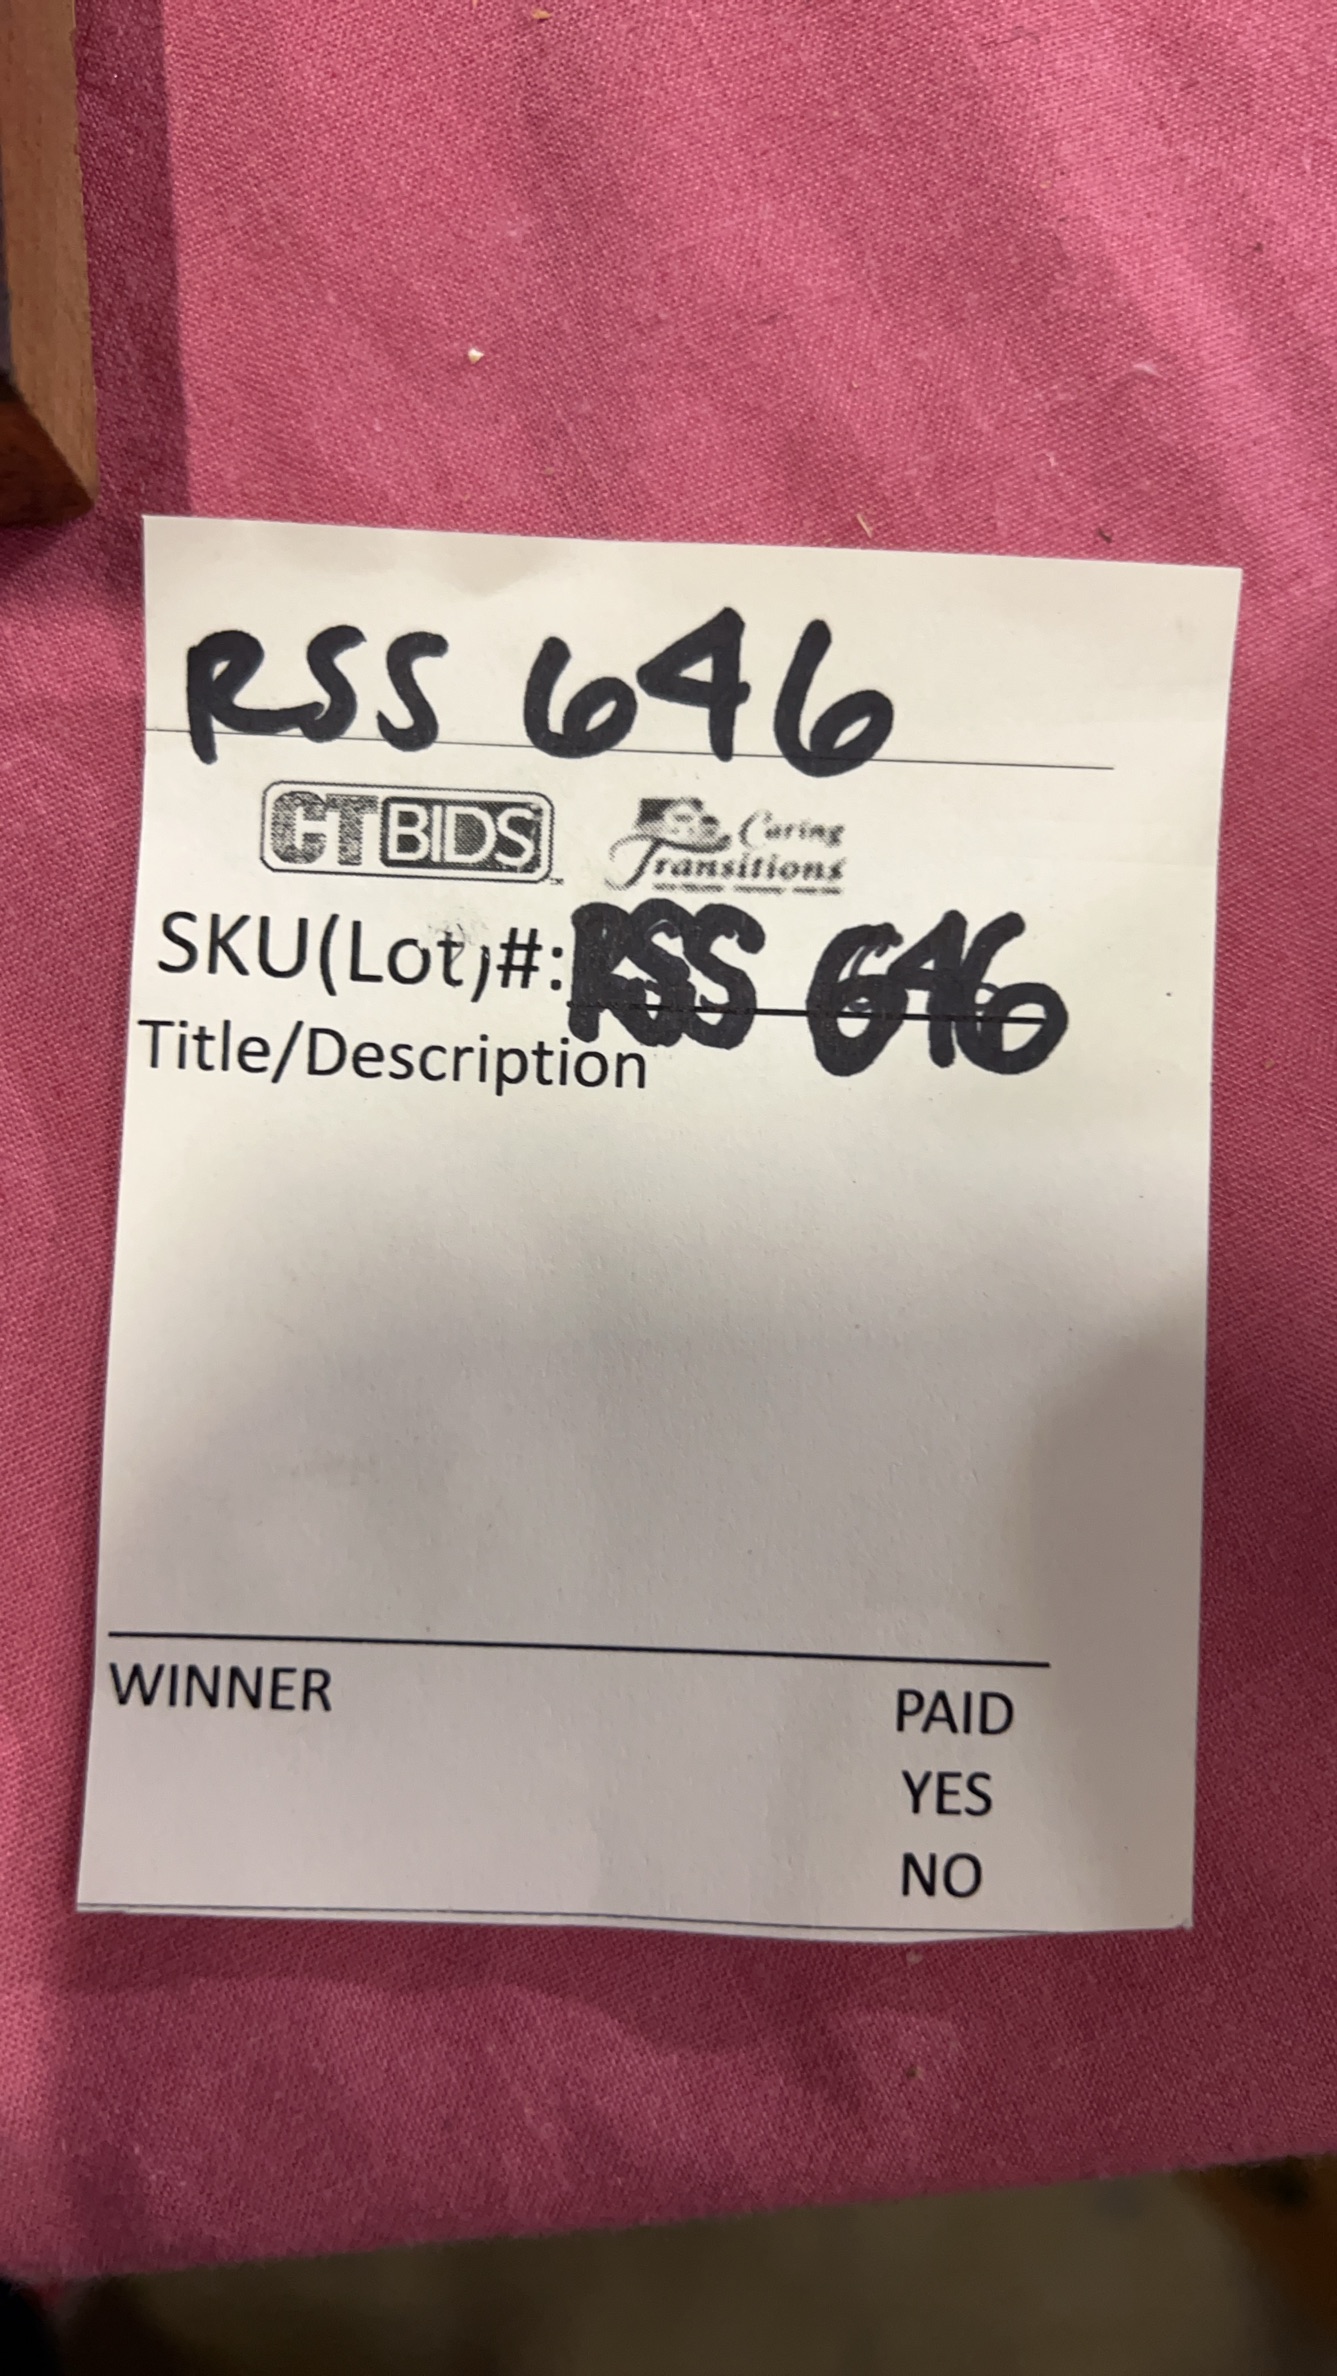 RSS 646
CTBIDS
Caring
Transitions
SKU(Lot)#: RSS 646
Title/Description
WINNER
PAID
YES
NO